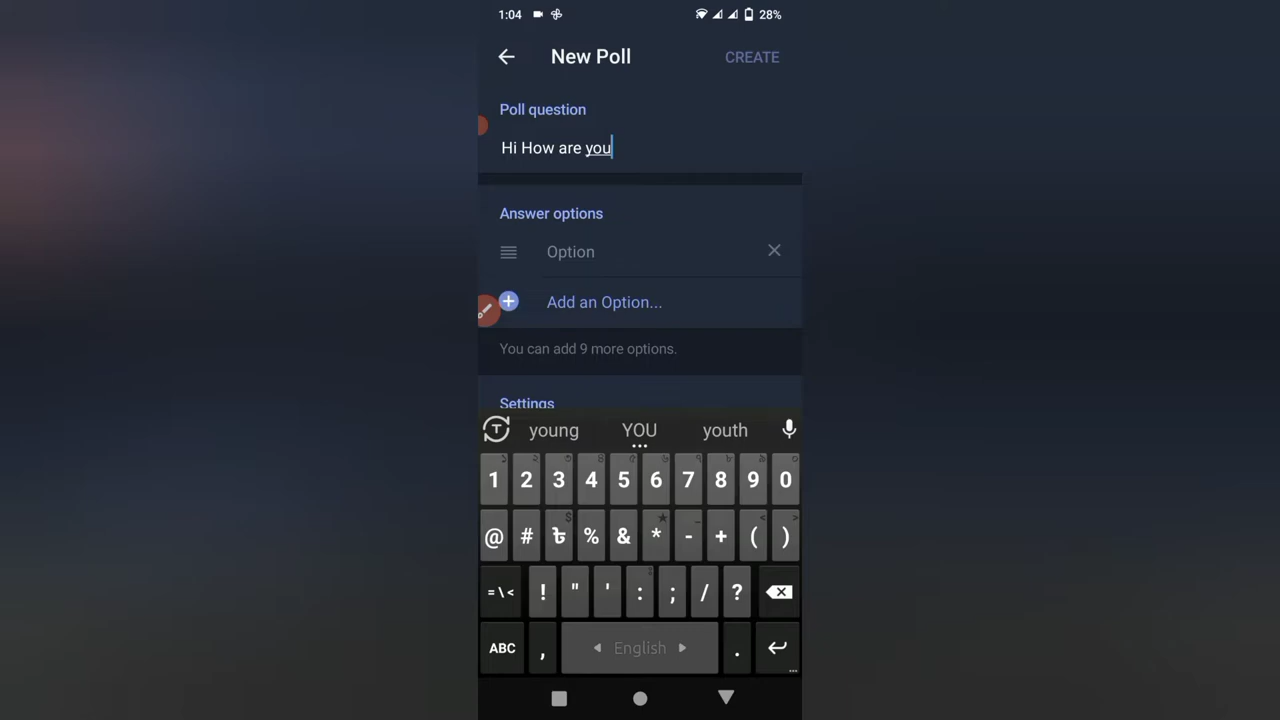 1:04 28%
New Poll CREATE
Poll question
Hi How are you
Answer options
Option
Add an Option...
You can add 9 more options.
Settings
young YOU youth
1 2 3 4 5 6 7 8 9 0
@ # ৳ % & * - + ( )
=\< ! " ' : ; / ?
ABC , English .